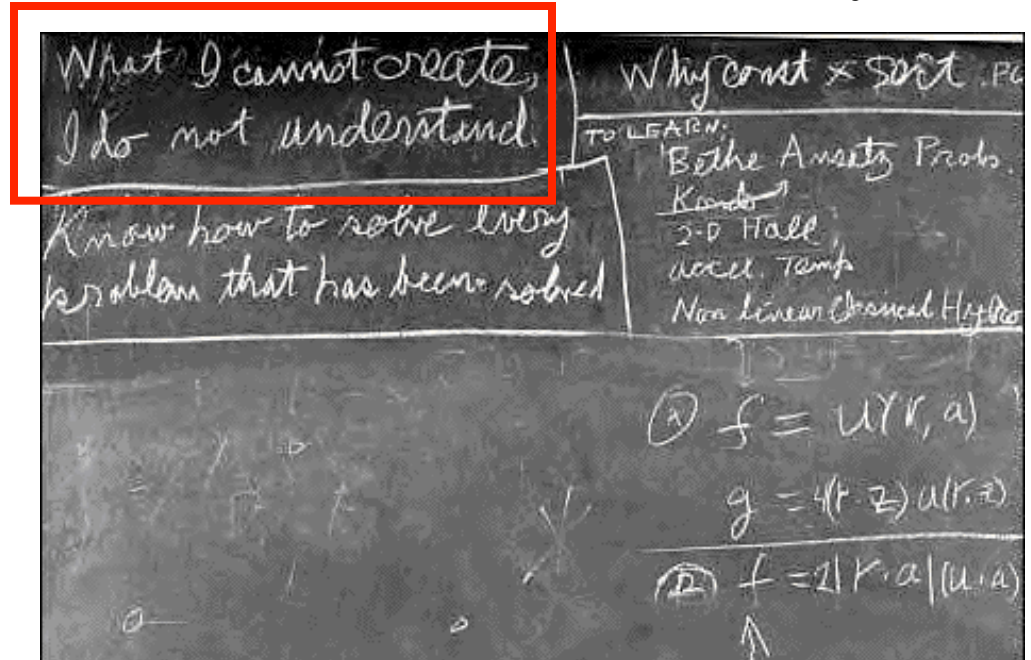 What I cannot create,
I do not understand.
Know how to solve every
problem that has been solved
Why const × sort . PO
TO LEARN:
Bethe Ansatz Probs.
Kondo
2-D Hall
accel. Temp
Non linear Classical Hydro
f = u(r, a)
g = 4(r·z) u(r,z)
f = 2|r·a|(u·a)